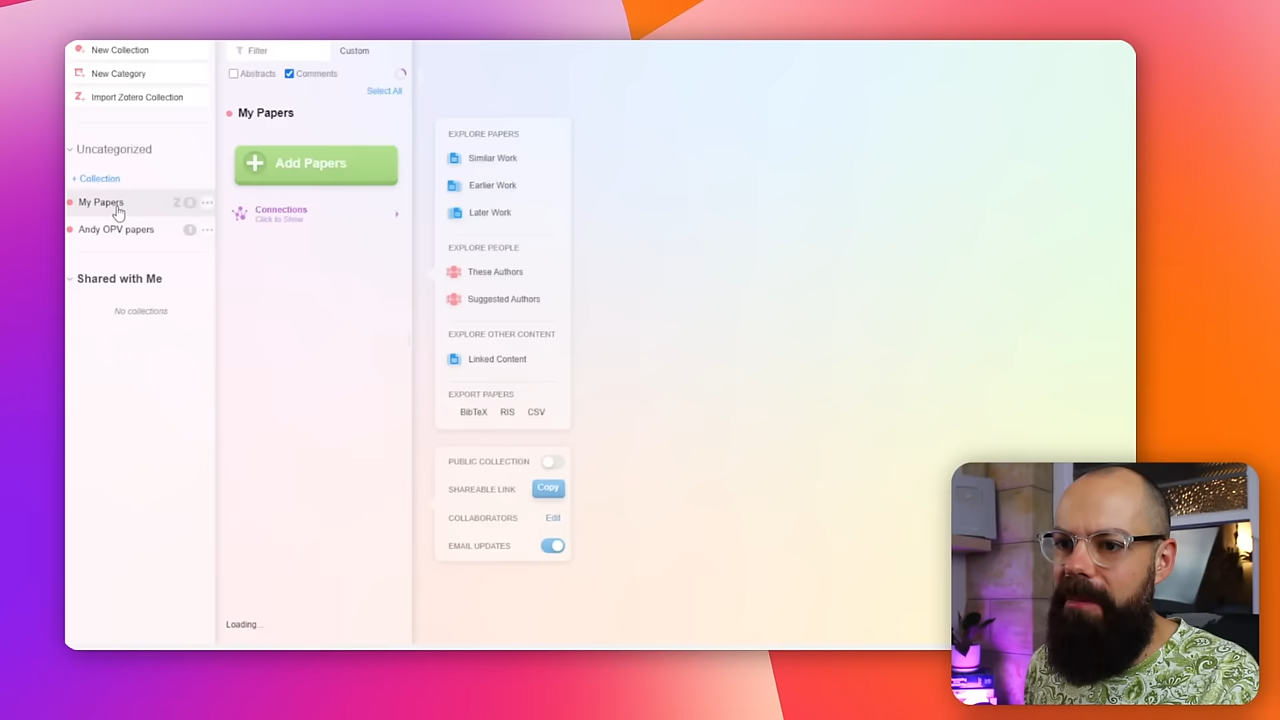 New Collection
New Category
Import Zotero Collection
Uncategorized
+ Collection
My Papers
Andy OPV papers
Shared with Me
No collections
Filter
Custom
Abstracts
Comments
Select All
My Papers
Add Papers
Connections
Click to Show
Loading...
EXPLORE PAPERS
Similar Work
Earlier Work
Later Work
EXPLORE PEOPLE
These Authors
Suggested Authors
EXPLORE OTHER CONTENT
Linked Content
EXPORT PAPERS
BibTeX RIS CSV
PUBLIC COLLECTION
SHAREABLE LINK Copy
COLLABORATORS Edit
EMAIL UPDATES